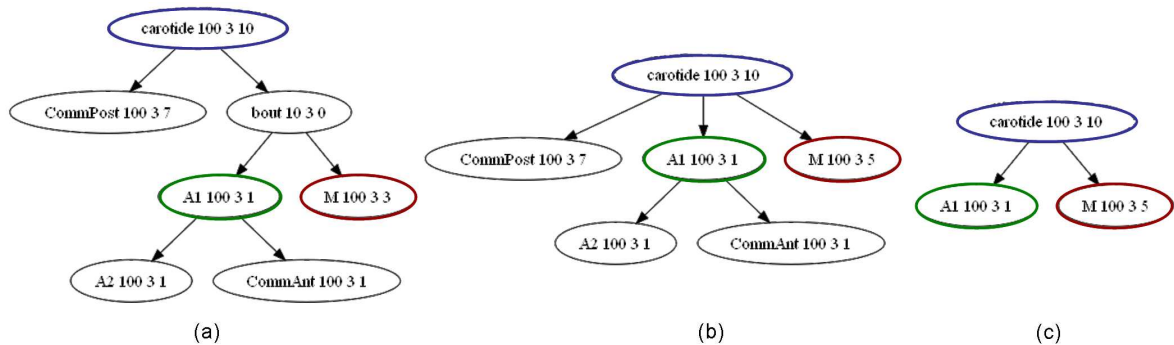 carotide 100 3 10
CommPost 100 3 7
bout 10 3 0
A1 100 3 1
M 100 3 3
A2 100 3 1
CommAnt 100 3 1
(a)
carotide 100 3 10
CommPost 100 3 7
A1 100 3 1
M 100 3 5
A2 100 3 1
CommAnt 100 3 1
(b)
carotide 100 3 10
A1 100 3 1
M 100 3 5
(c)